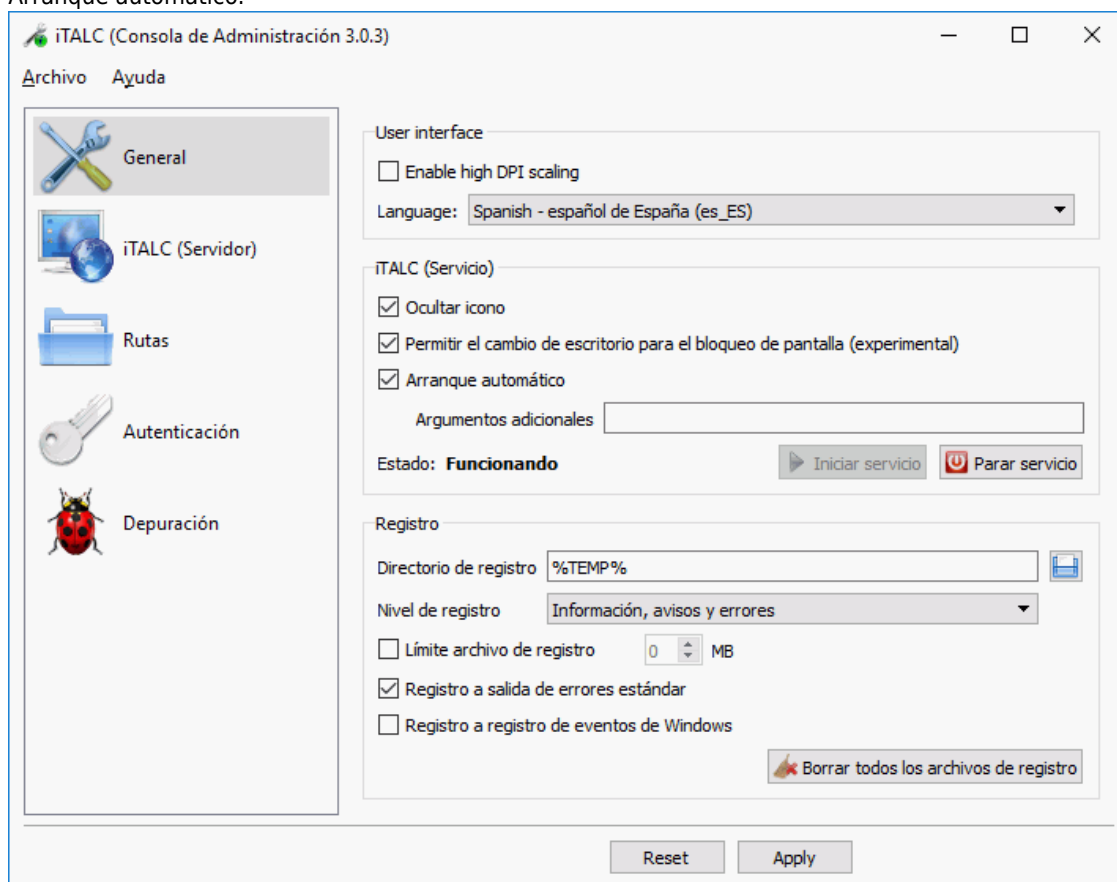 Arranque automático.
iTALC (Consola de Administración 3.0.3)
Archivo Ayuda
General
iTALC (Servidor)
Rutas
Autenticación
Depuración
User interface
Enable high DPI scaling
Language: Spanish - español de España (es_ES)
iTALC (Servicio)
Ocultar icono
Permitir el cambio de escritorio para el bloqueo de pantalla (experimental)
Arranque automático
Argumentos adicionales
Estado: Funcionando Iniciar servicio Parar servicio
Registro
Directorio de registro %TEMP%
Nivel de registro Información, avisos y errores
Límite archivo de registro 0 MB
Registro a salida de errores estándar
Registro a registro de eventos de Windows
Borrar todos los archivos de registro
Reset Apply